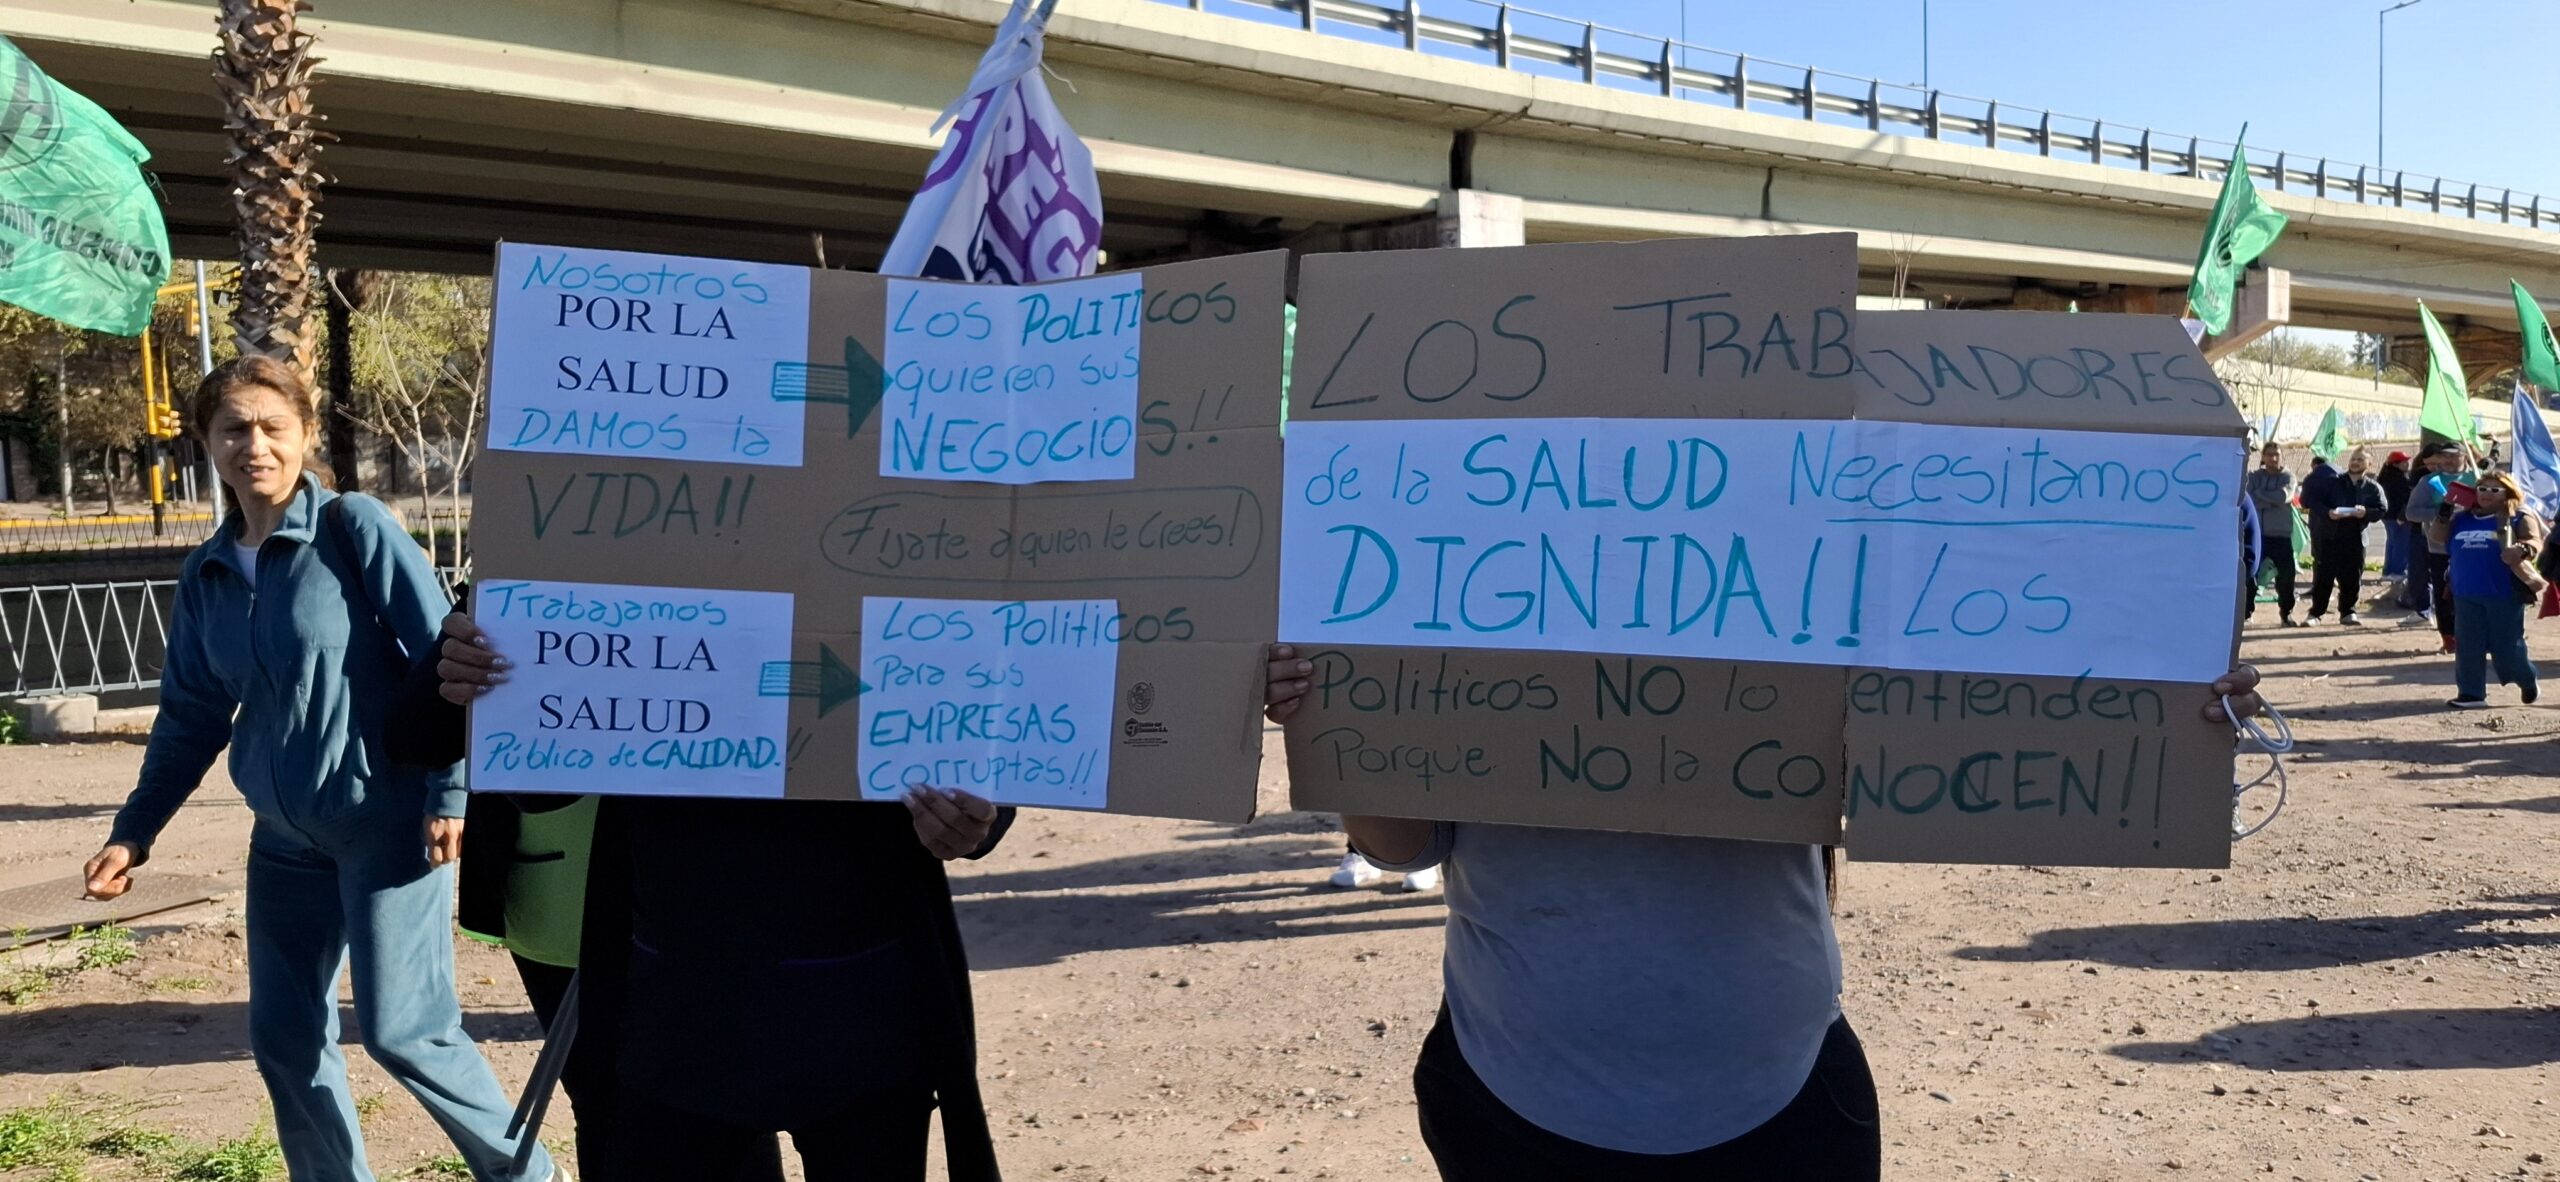 Nosotros
POR LA
SALUD
DAMOS la
VIDA!!
LOS POLITICOS
quieren sus
NEGOCIOS!!
Fijate a quien le Crees!
Trabajamos
POR LA
SALUD
Pública de CALIDAD.!!
LOS Politicos
Para sus
EMPRESAS
corruptas!!
LOS TRABAJADORES
de la SALUD Necesitamos
DIGNIDA!! LOS
Politicos NO lo entienden
Porque NO la CONOCEN!!